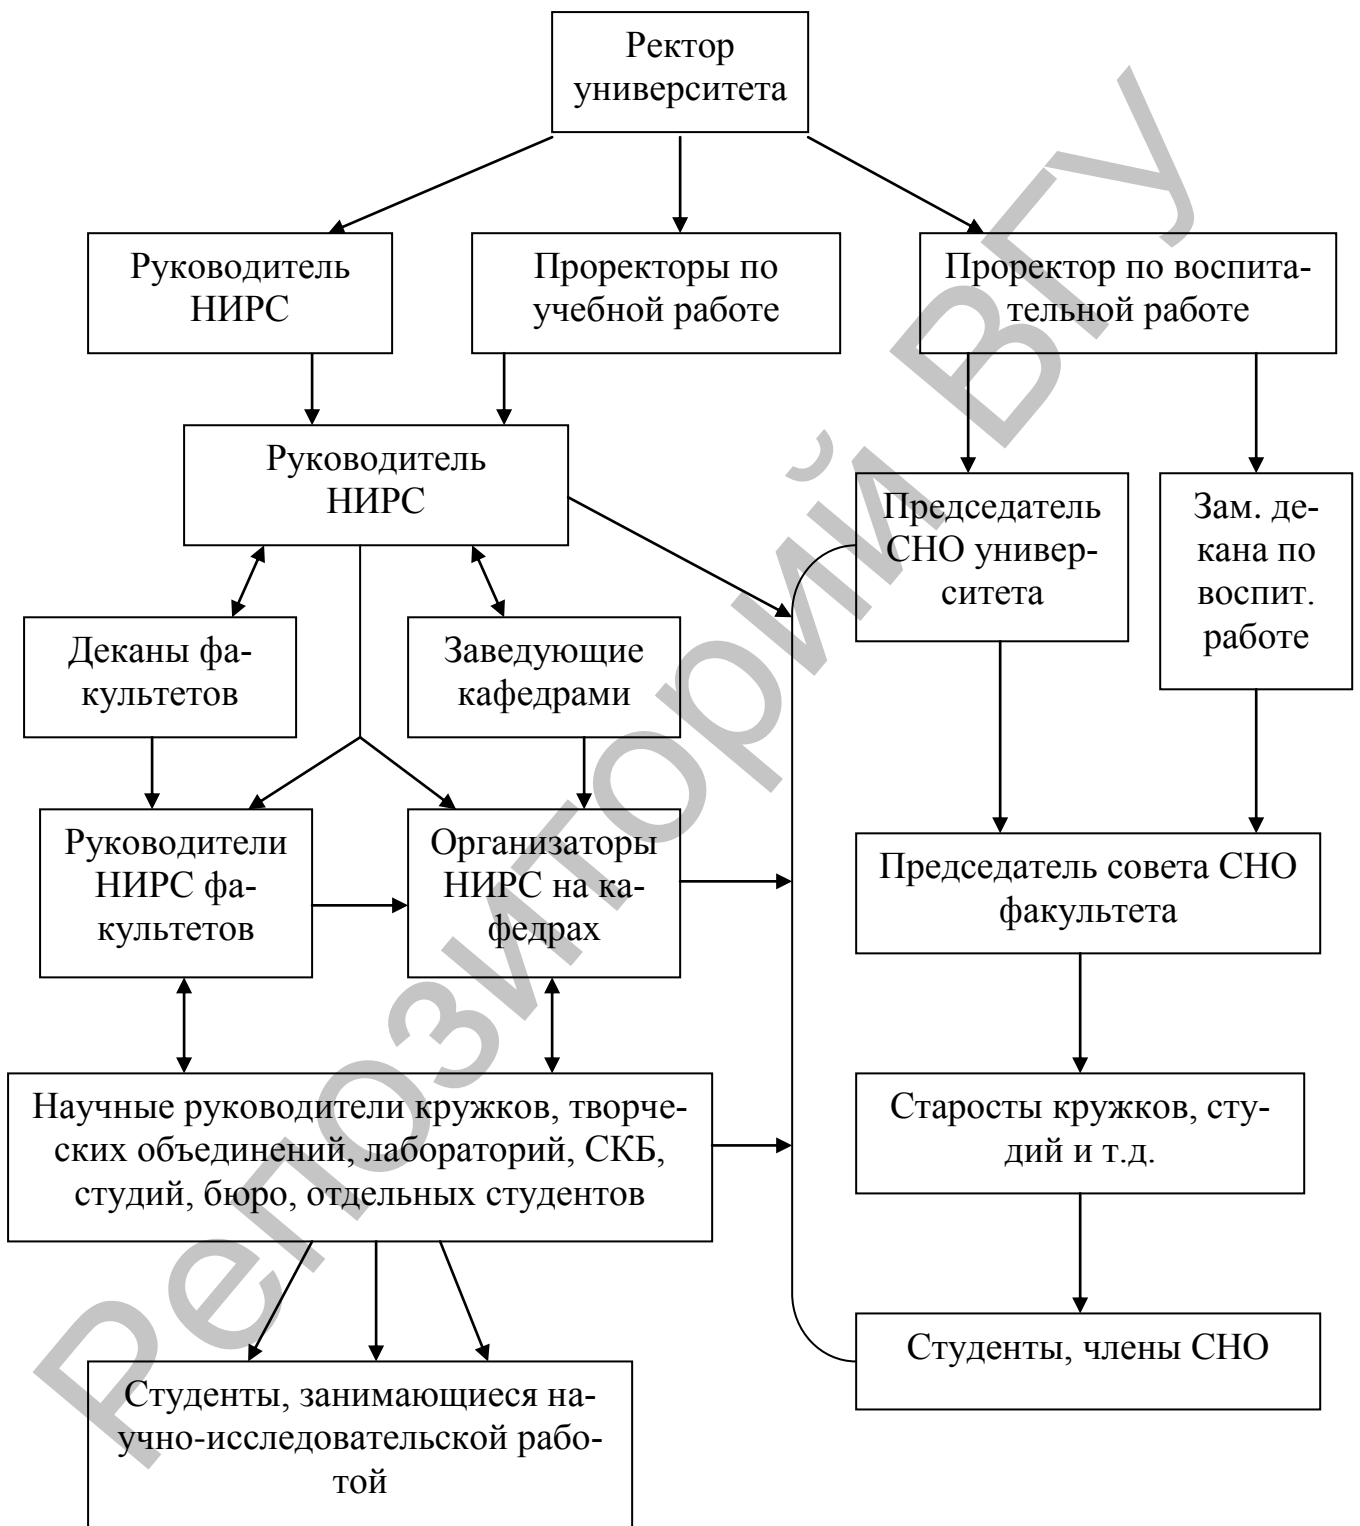 Ректор
университета
Руководитель
НИРС
Проректоры по
учебной работе
Проректор по воспита-
тельной работе
Руководитель
НИРС
Председатель
СНО универ-
ситета
Зам. де-
кана по
воспит.
работе
Деканы фа-
культетов
Заведующие
кафедрами
Руководители
НИРС фа-
культетов
Организаторы
НИРС на ка-
федрах
Председатель совета СНО
факультета
Научные руководители кружков, творче-
ских объединений, лабораторий, СКБ,
студий, бюро, отдельных студентов
Старосты кружков, сту-
дий и т.д.
Студенты, члены СНО
Студенты, занимающиеся на-
учно-исследовательской рабо-
той
Репозиторий ВГУ